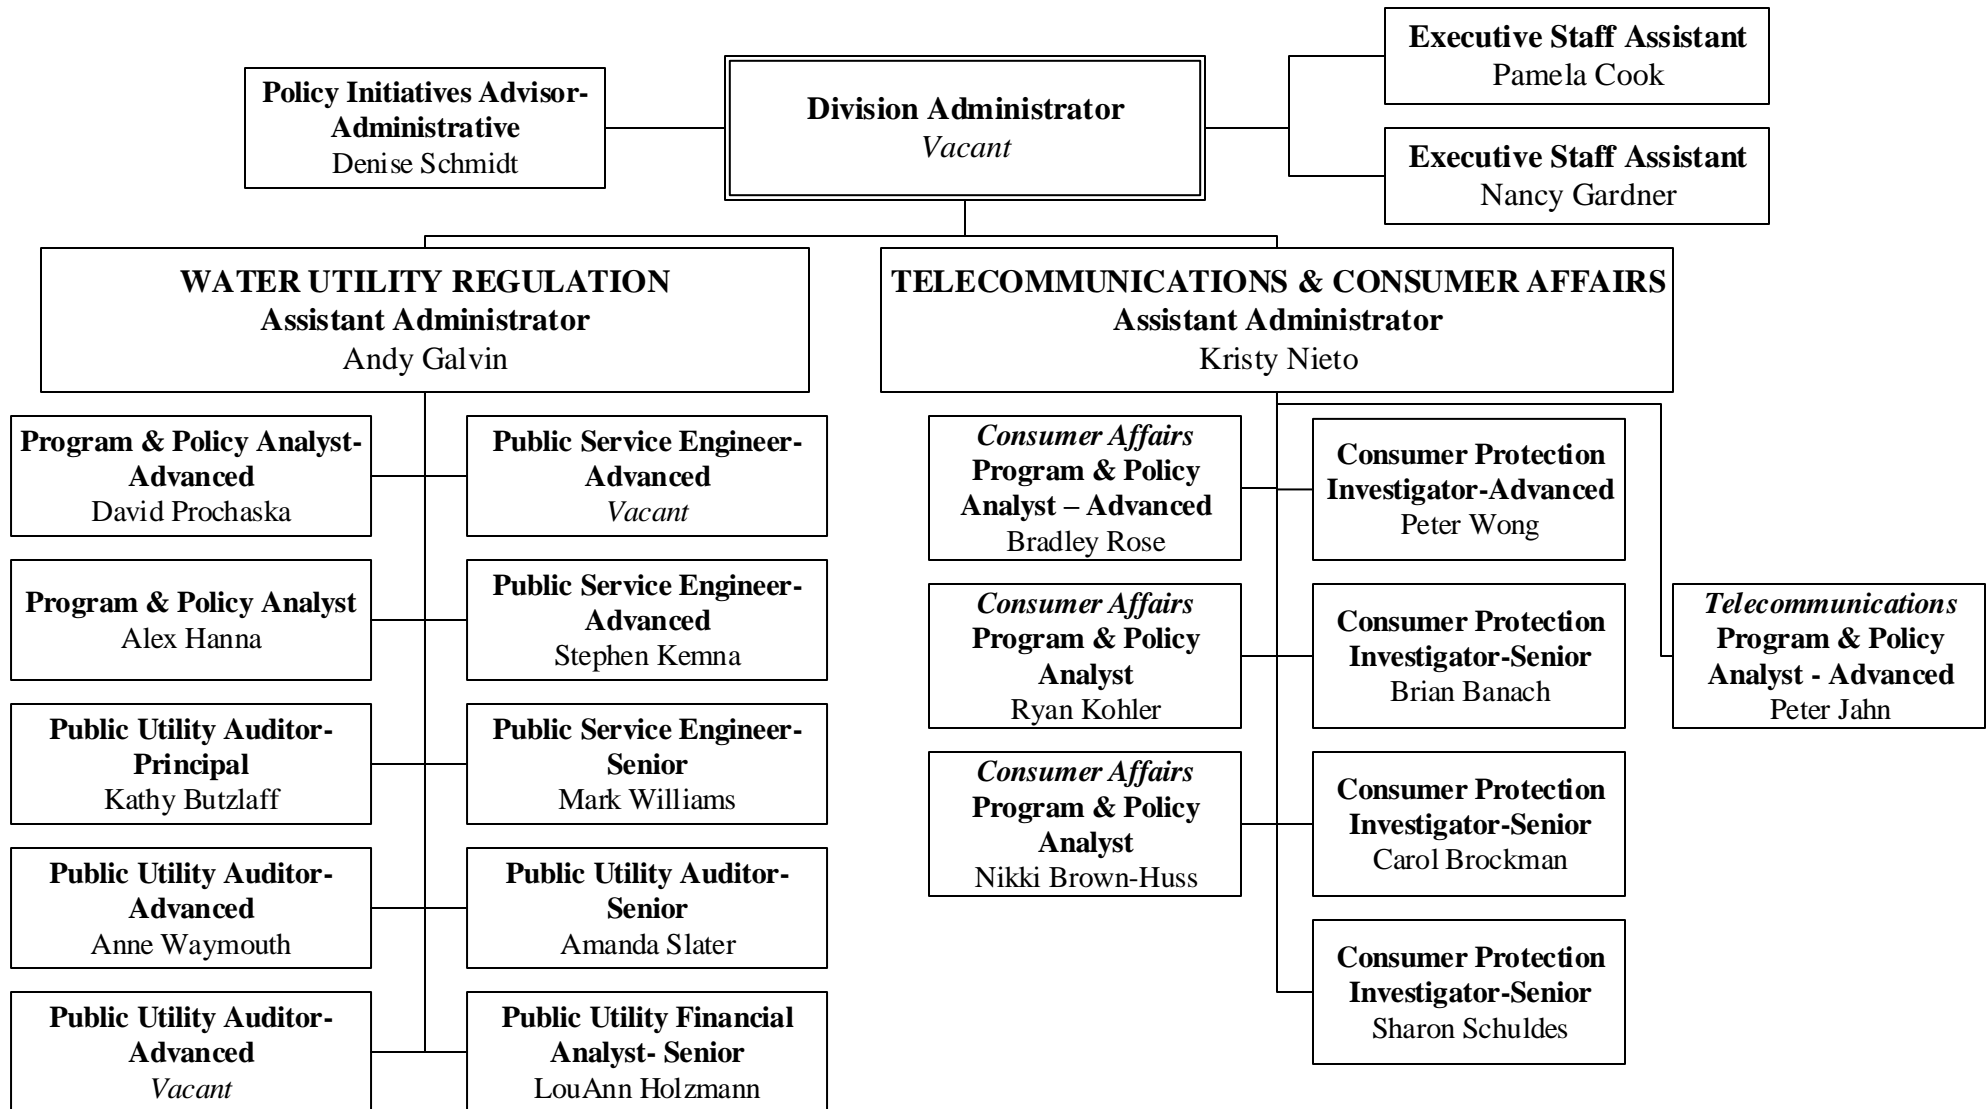 Policy Initiatives Advisor-
Administrative
Denise Schmidt
Division Administrator
Vacant
Executive Staff Assistant
Pamela Cook
Executive Staff Assistant
Nancy Gardner
WATER UTILITY REGULATION
Assistant Administrator
Andy Galvin
TELECOMMUNICATIONS & CONSUMER AFFAIRS
Assistant Administrator
Kristy Nieto
Program & Policy Analyst-
Advanced
David Prochaska
Public Service Engineer-
Advanced
Vacant
Program & Policy Analyst
Alex Hanna
Public Service Engineer-
Advanced
Stephen Kemna
Public Utility Auditor-
Principal
Kathy Butzlaff
Public Service Engineer-
Senior
Mark Williams
Public Utility Auditor-
Advanced
Anne Waymouth
Public Utility Auditor-
Senior
Amanda Slater
Public Utility Auditor-
Advanced
Vacant
Public Utility Financial
Analyst- Senior
LouAnn Holzmann
Consumer Affairs
Program & Policy
Analyst – Advanced
Bradley Rose
Consumer Protection
Investigator-Advanced
Peter Wong
Consumer Affairs
Program & Policy
Analyst
Ryan Kohler
Consumer Protection
Investigator-Senior
Brian Banach
Telecommunications
Program & Policy
Analyst - Advanced
Peter Jahn
Consumer Affairs
Program & Policy
Analyst
Nikki Brown-Huss
Consumer Protection
Investigator-Senior
Carol Brockman
Consumer Protection
Investigator-Senior
Sharon Schuldes